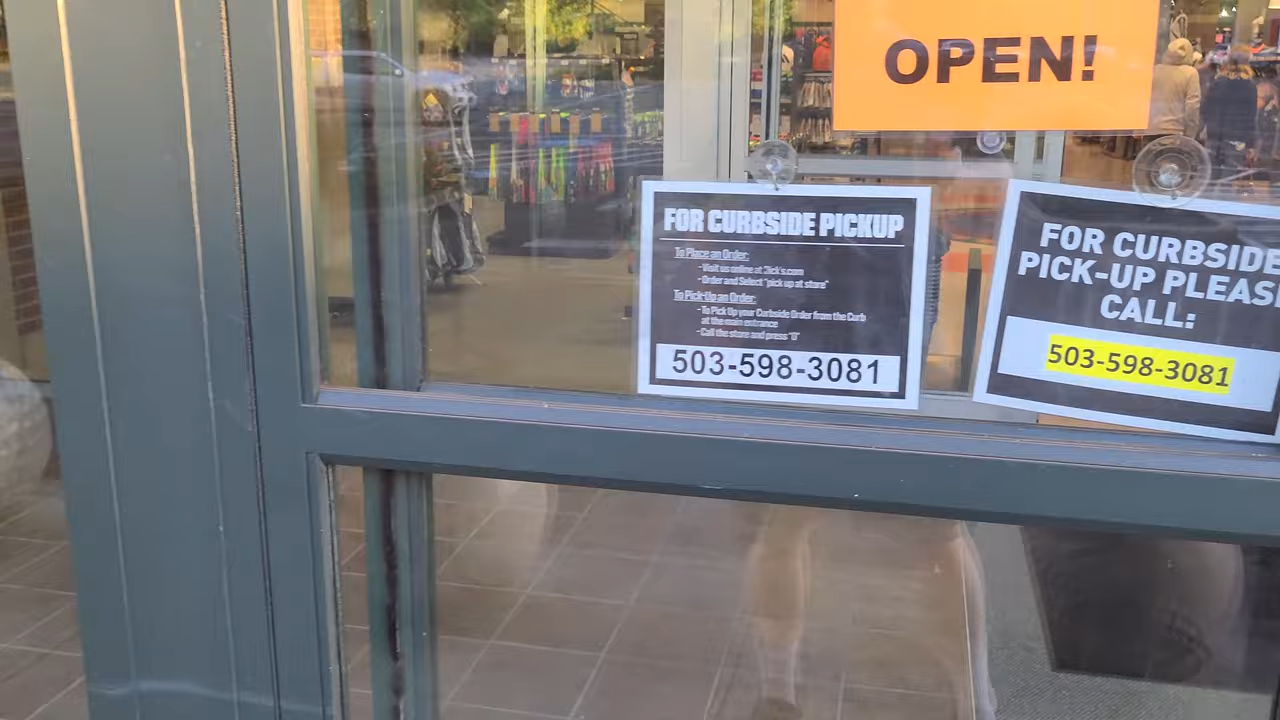 OPEN!
FOR CURBSIDE PICKUP
To Place an Order:
-Visit us online at Dick's.com
-Order and Select "pick up at store"
To Pick-Up an Order:
-To Pick Up your Curbside Order from the Curb
at the main entrance
-Call the store and press "0"
503-598-3081
FOR CURBSIDE
PICK-UP PLEAS
CALL:
503-598-3081